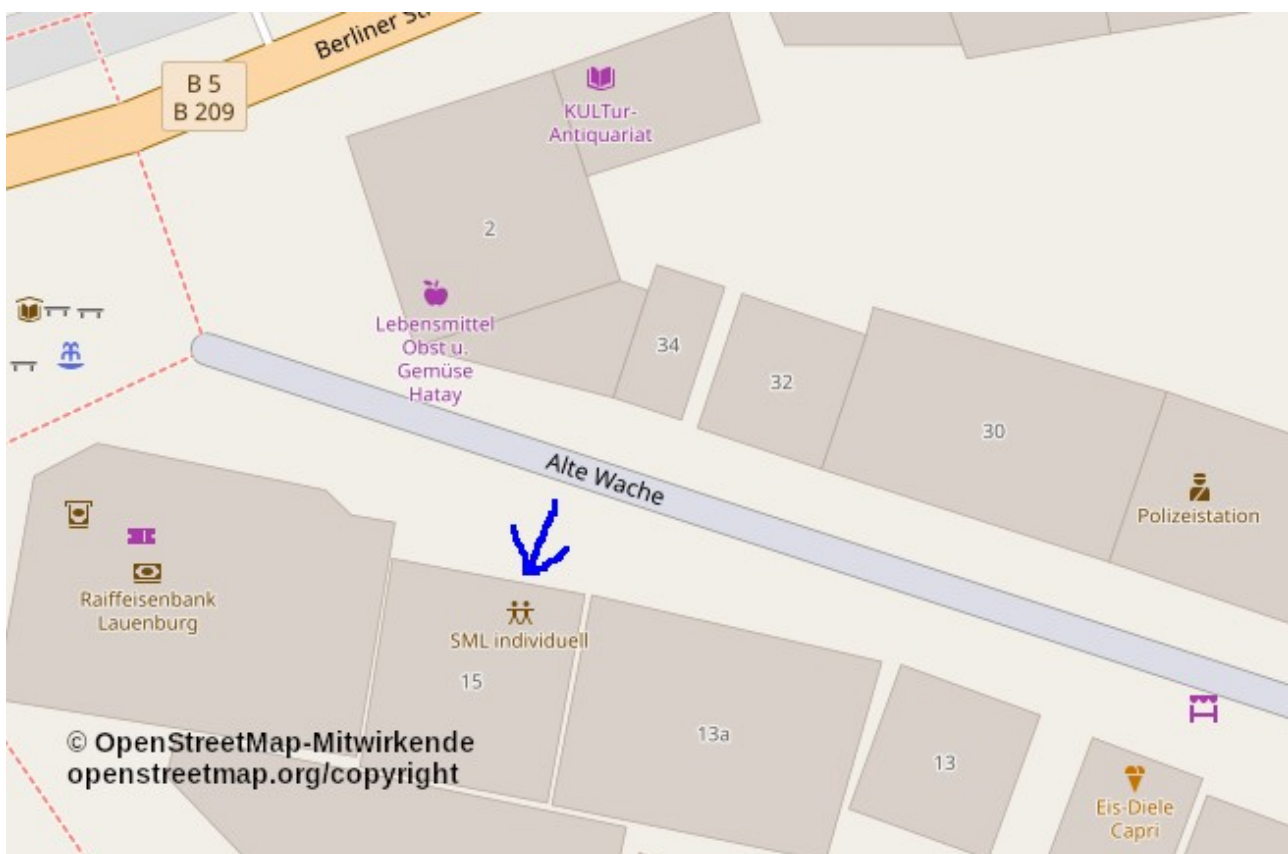 Berliner Str
B 5
B 209
KULTur-
Antiquariat
2
Lebensmittel
Obst u.
Gemüse
Hatay
34
32
30
Alte Wache
Polizeistation
Raiffeisenbank
Lauenburg
SML individuell
15
13a
13
Eis-Diele
Capri
© OpenStreetMap-Mitwirkende
openstreetmap.org/copyright